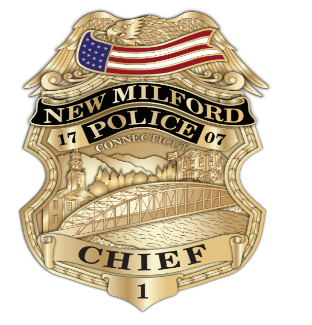 NEW MILFORD
17 POLICE 07
CONNECTICUT
CHIEF
1